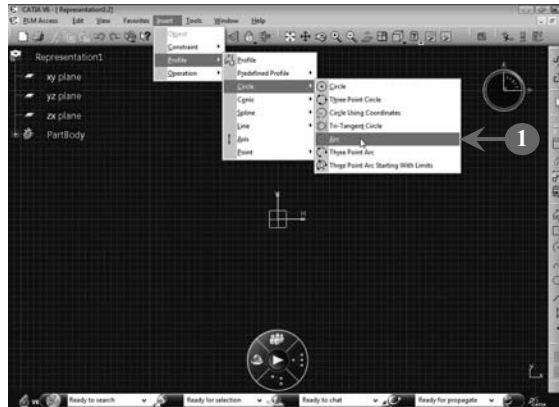 CATIA V6 - [Representation3.2]
PLM Access Edit View Favorites Insert Tools Window Help
Object
Constraint
Profile
Operation
Profile
Predefined Profile
Circle
Conic
Spline
Line
Axis
Point
Circle
Three Point Circle
Circle Using Coordinates
Tri-Tangent Circle
Arc
Three Point Arc
Three Point Arc Starting With Limits
Representation1
xy plane
yz plane
zx plane
PartBody
1
V
H
V6 Ready to search Ready for selection Ready to chat Ready for propagate